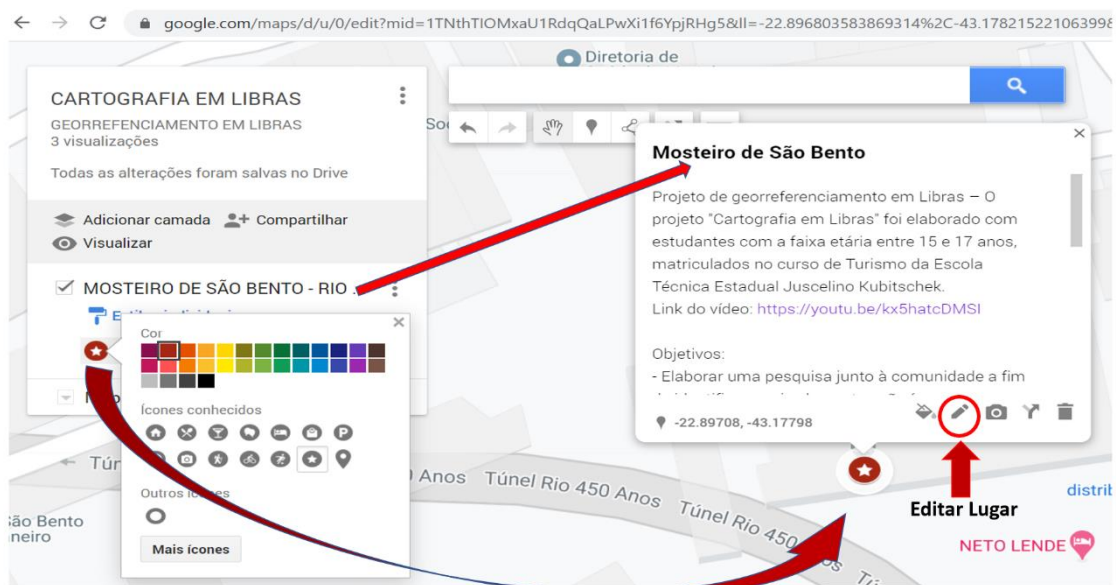 google.com/maps/d/u/0/edit?mid=1TNthTIOMxaU1RdqQaLPwXi1f6YpjRHg5&ll=-22.896803583869314%2C-43.178215221063998
Diretoria de
CARTOGRAFIA EM LIBRAS
GEORREFENCIAMENTO EM LIBRAS
3 visualizações
Todas as alterações foram salvas no Drive
Adicionar camada Compartilhar
Visualizar
MOSTEIRO DE SÃO BENTO - RIO ...
Cor
Ícones conhecidos
Outros ícones
Mais ícones
Mosteiro de São Bento
Projeto de georreferenciamento em Libras – O
projeto "Cartografia em Libras" foi elaborado com
estudantes com a faixa etária entre 15 e 17 anos,
matriculados no curso de Turismo da Escola
Técnica Estadual Juscelino Kubitschek.
Link do vídeo: https://youtu.be/kx5hatcDMSI
Objetivos:
- Elaborar uma pesquisa junto à comunidade a fim
-22.89708, -43.17798
Editar Lugar
Anos Túnel Rio 450 Anos Túnel Rio 450
São Bento
neiro
distrib
NETO LENDE